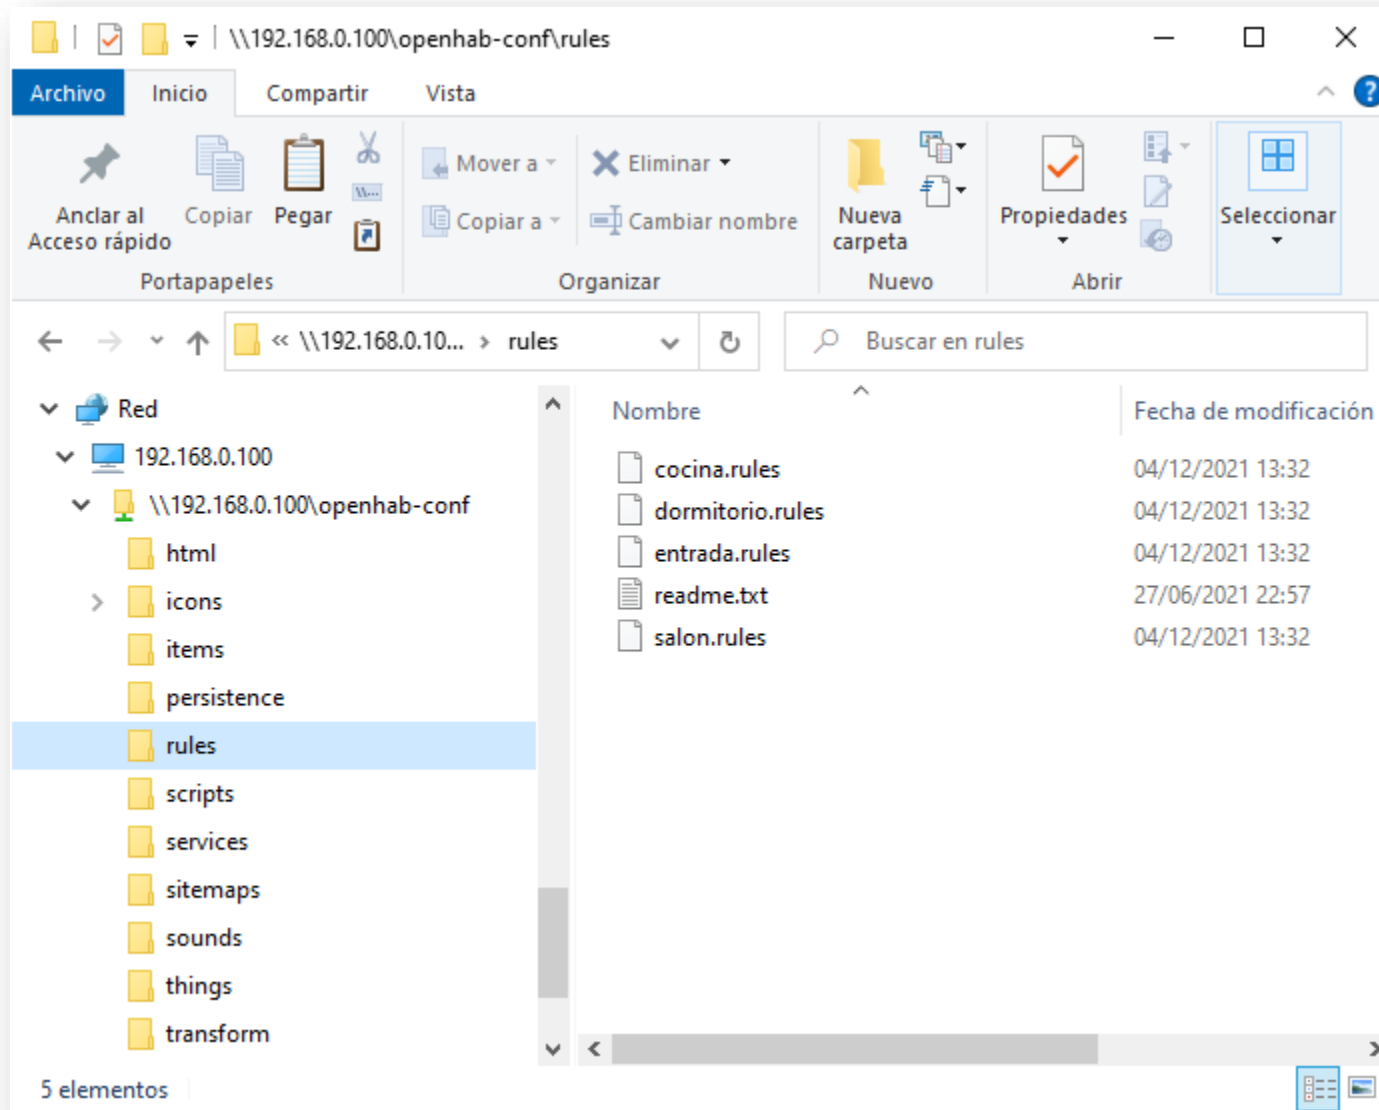 \\192.168.0.100\openhab-conf\rules
Archivo Inicio Compartir Vista
Anclar al
Acceso rápido
Copiar
Pegar
\\...
Portapapeles
Mover a
Copiar a
Eliminar
Cambiar nombre
Organizar
Nueva
carpeta
Nuevo
Propiedades
Abrir
Seleccionar
« \\192.168.0.10... › rules
Buscar en rules
Red
192.168.0.100
\\192.168.0.100\openhab-conf
html
icons
items
persistence
rules
scripts
services
sitemaps
sounds
things
transform
Nombre Fecha de modificación
cocina.rules 04/12/2021 13:32
dormitorio.rules 04/12/2021 13:32
entrada.rules 04/12/2021 13:32
readme.txt 27/06/2021 22:57
salon.rules 04/12/2021 13:32
5 elementos